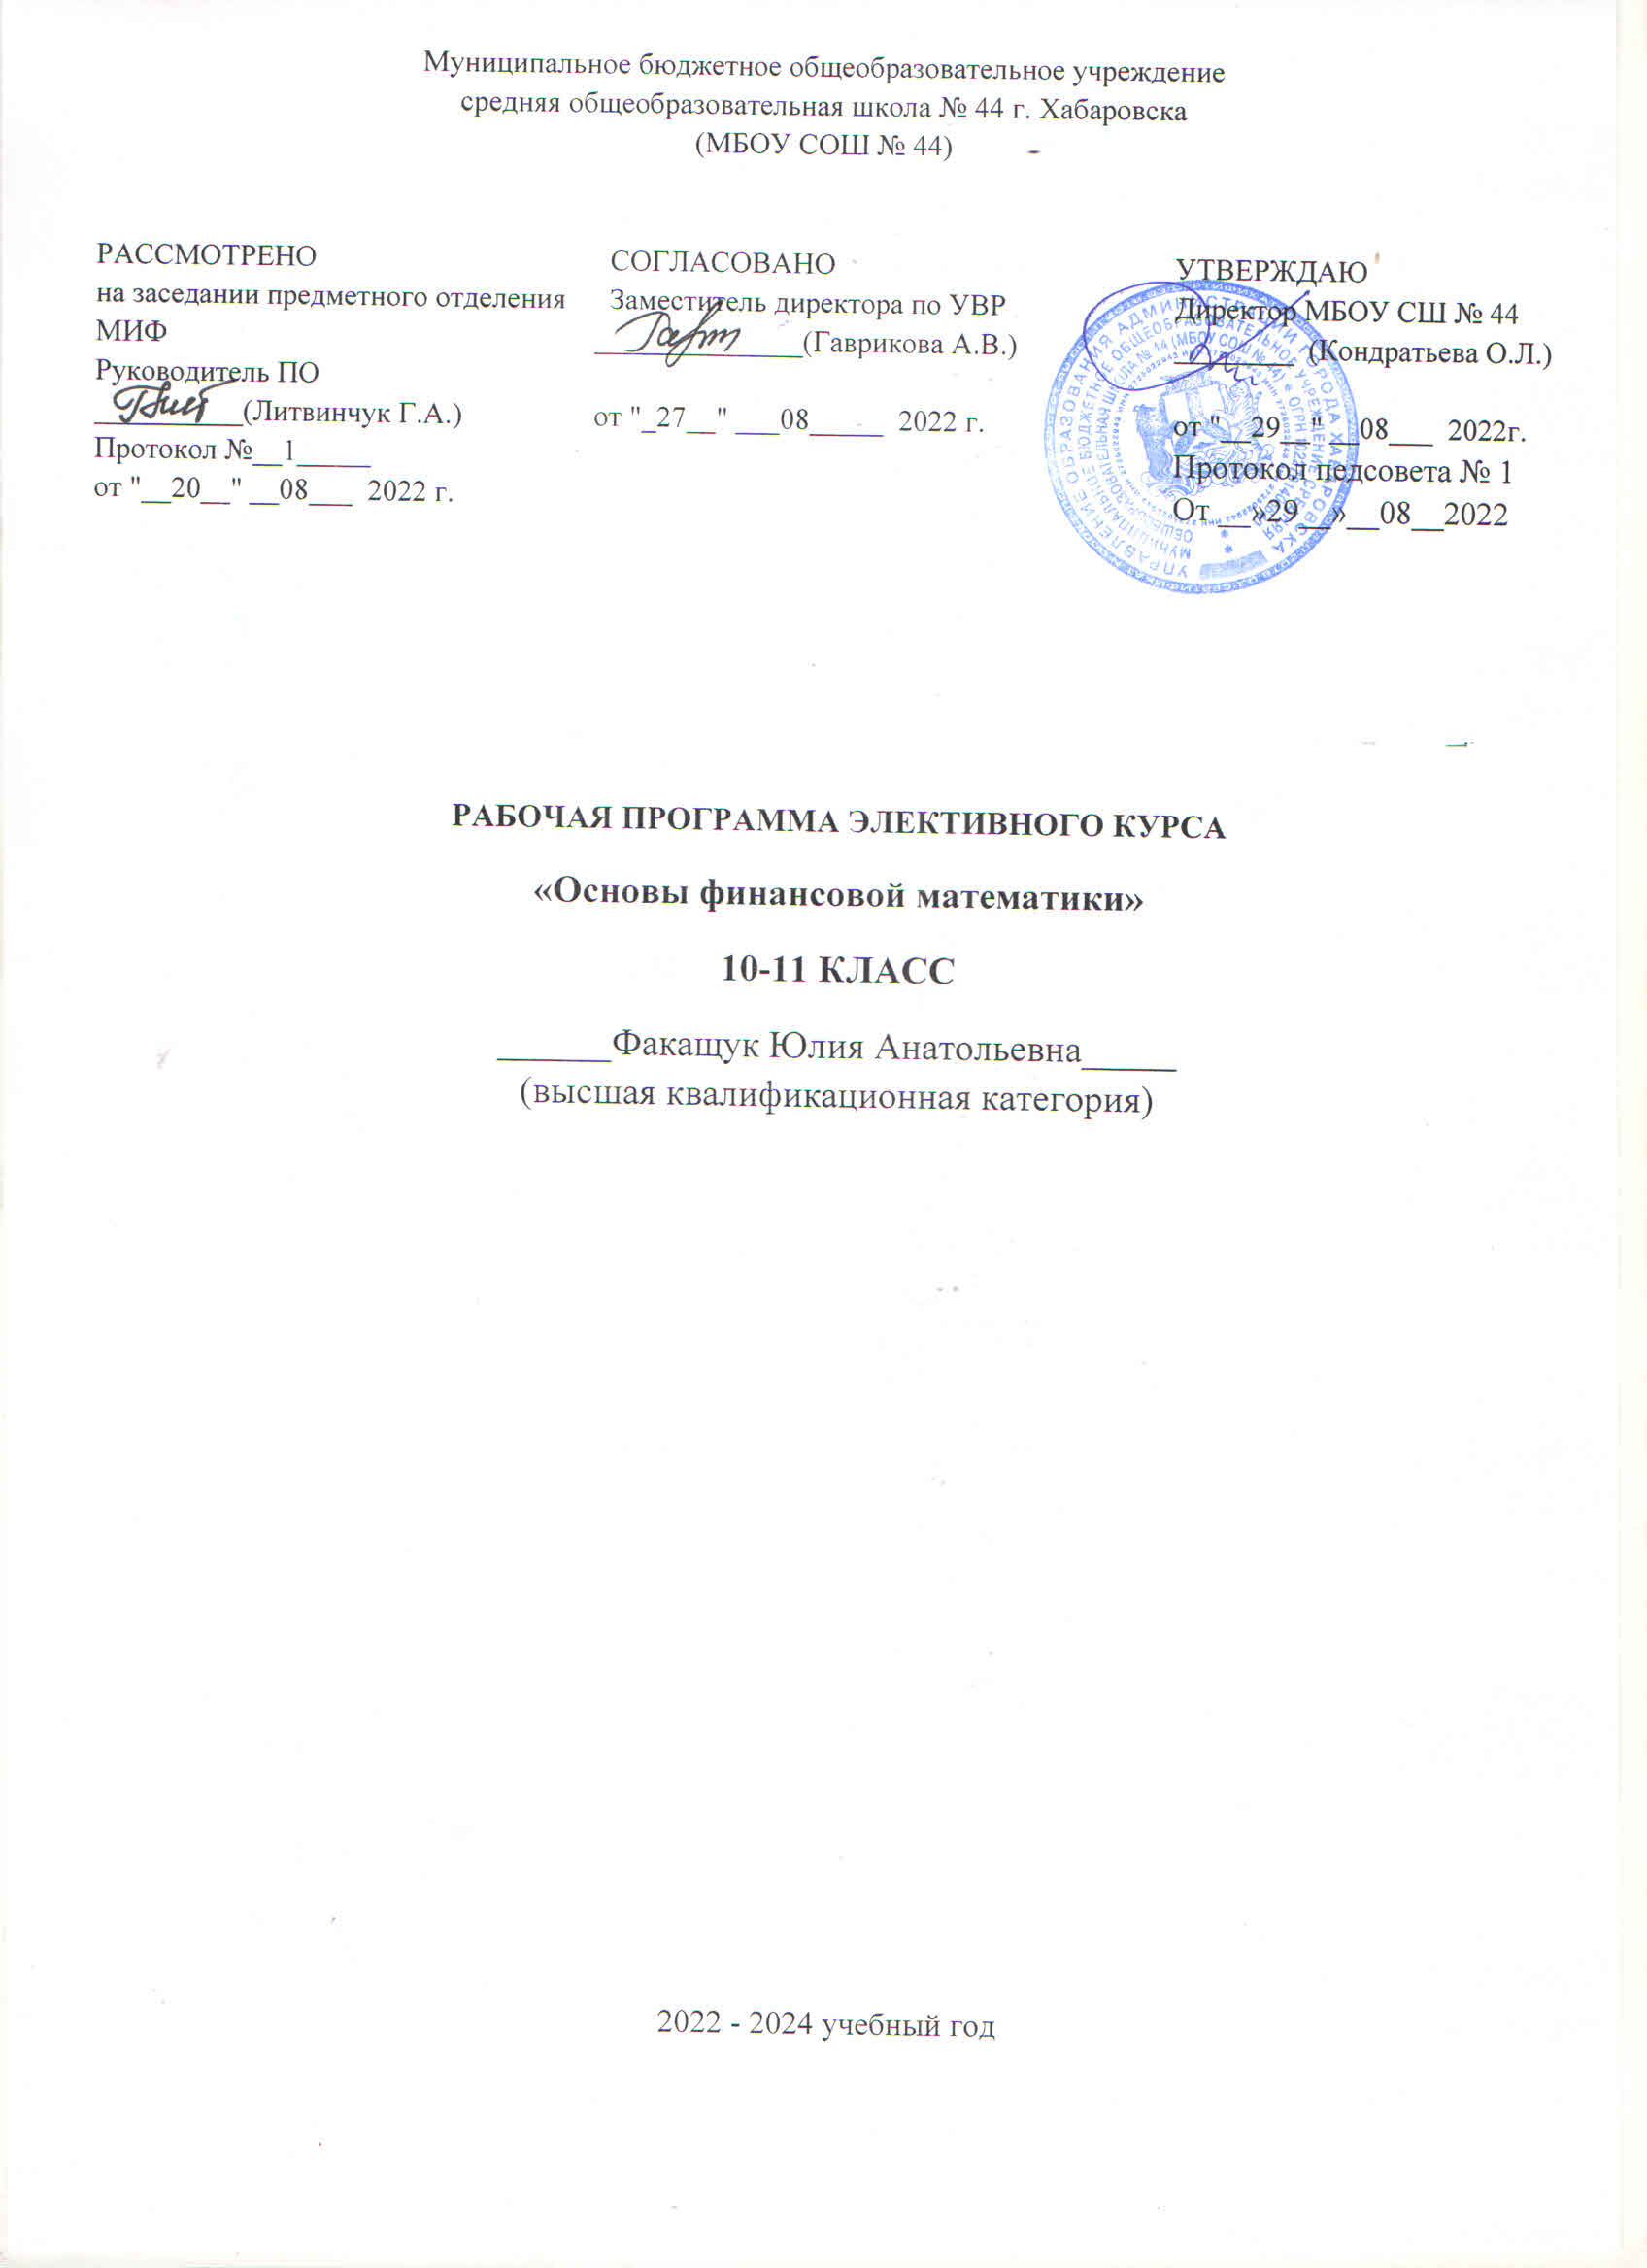 Муниципальное бюджетное общеобразовательное учреждение
средняя общеобразовательная школа № 44 г. Хабаровска
(МБОУ СОШ № 44)
РАССМОТРЕНО
на заседании предметного отделения
МИФ
Руководитель ПО
__________(Литвинчук Г.А.)
Протокол №__1_____
от "__20__" __08___ 2022 г.
СОГЛАСОВАНО
Заместитель директора по УВР
______________(Гаврикова А.В.)
от "_27__" ___08_____ 2022 г.
УТВЕРЖДАЮ
Директор МБОУ СШ № 44
________ (Кондратьева О.Л.)
от "__29__" __08___ 2022г.
Протокол педсовета № 1
От __»29__»__08__2022
РАБОЧАЯ ПРОГРАММА ЭЛЕКТИВНОГО КУРСА
«Основы финансовой математики»
10-11 КЛАСС
______Факащук Юлия Анатольевна_____
(высшая квалификационная категория)
2022 - 2024 учебный год